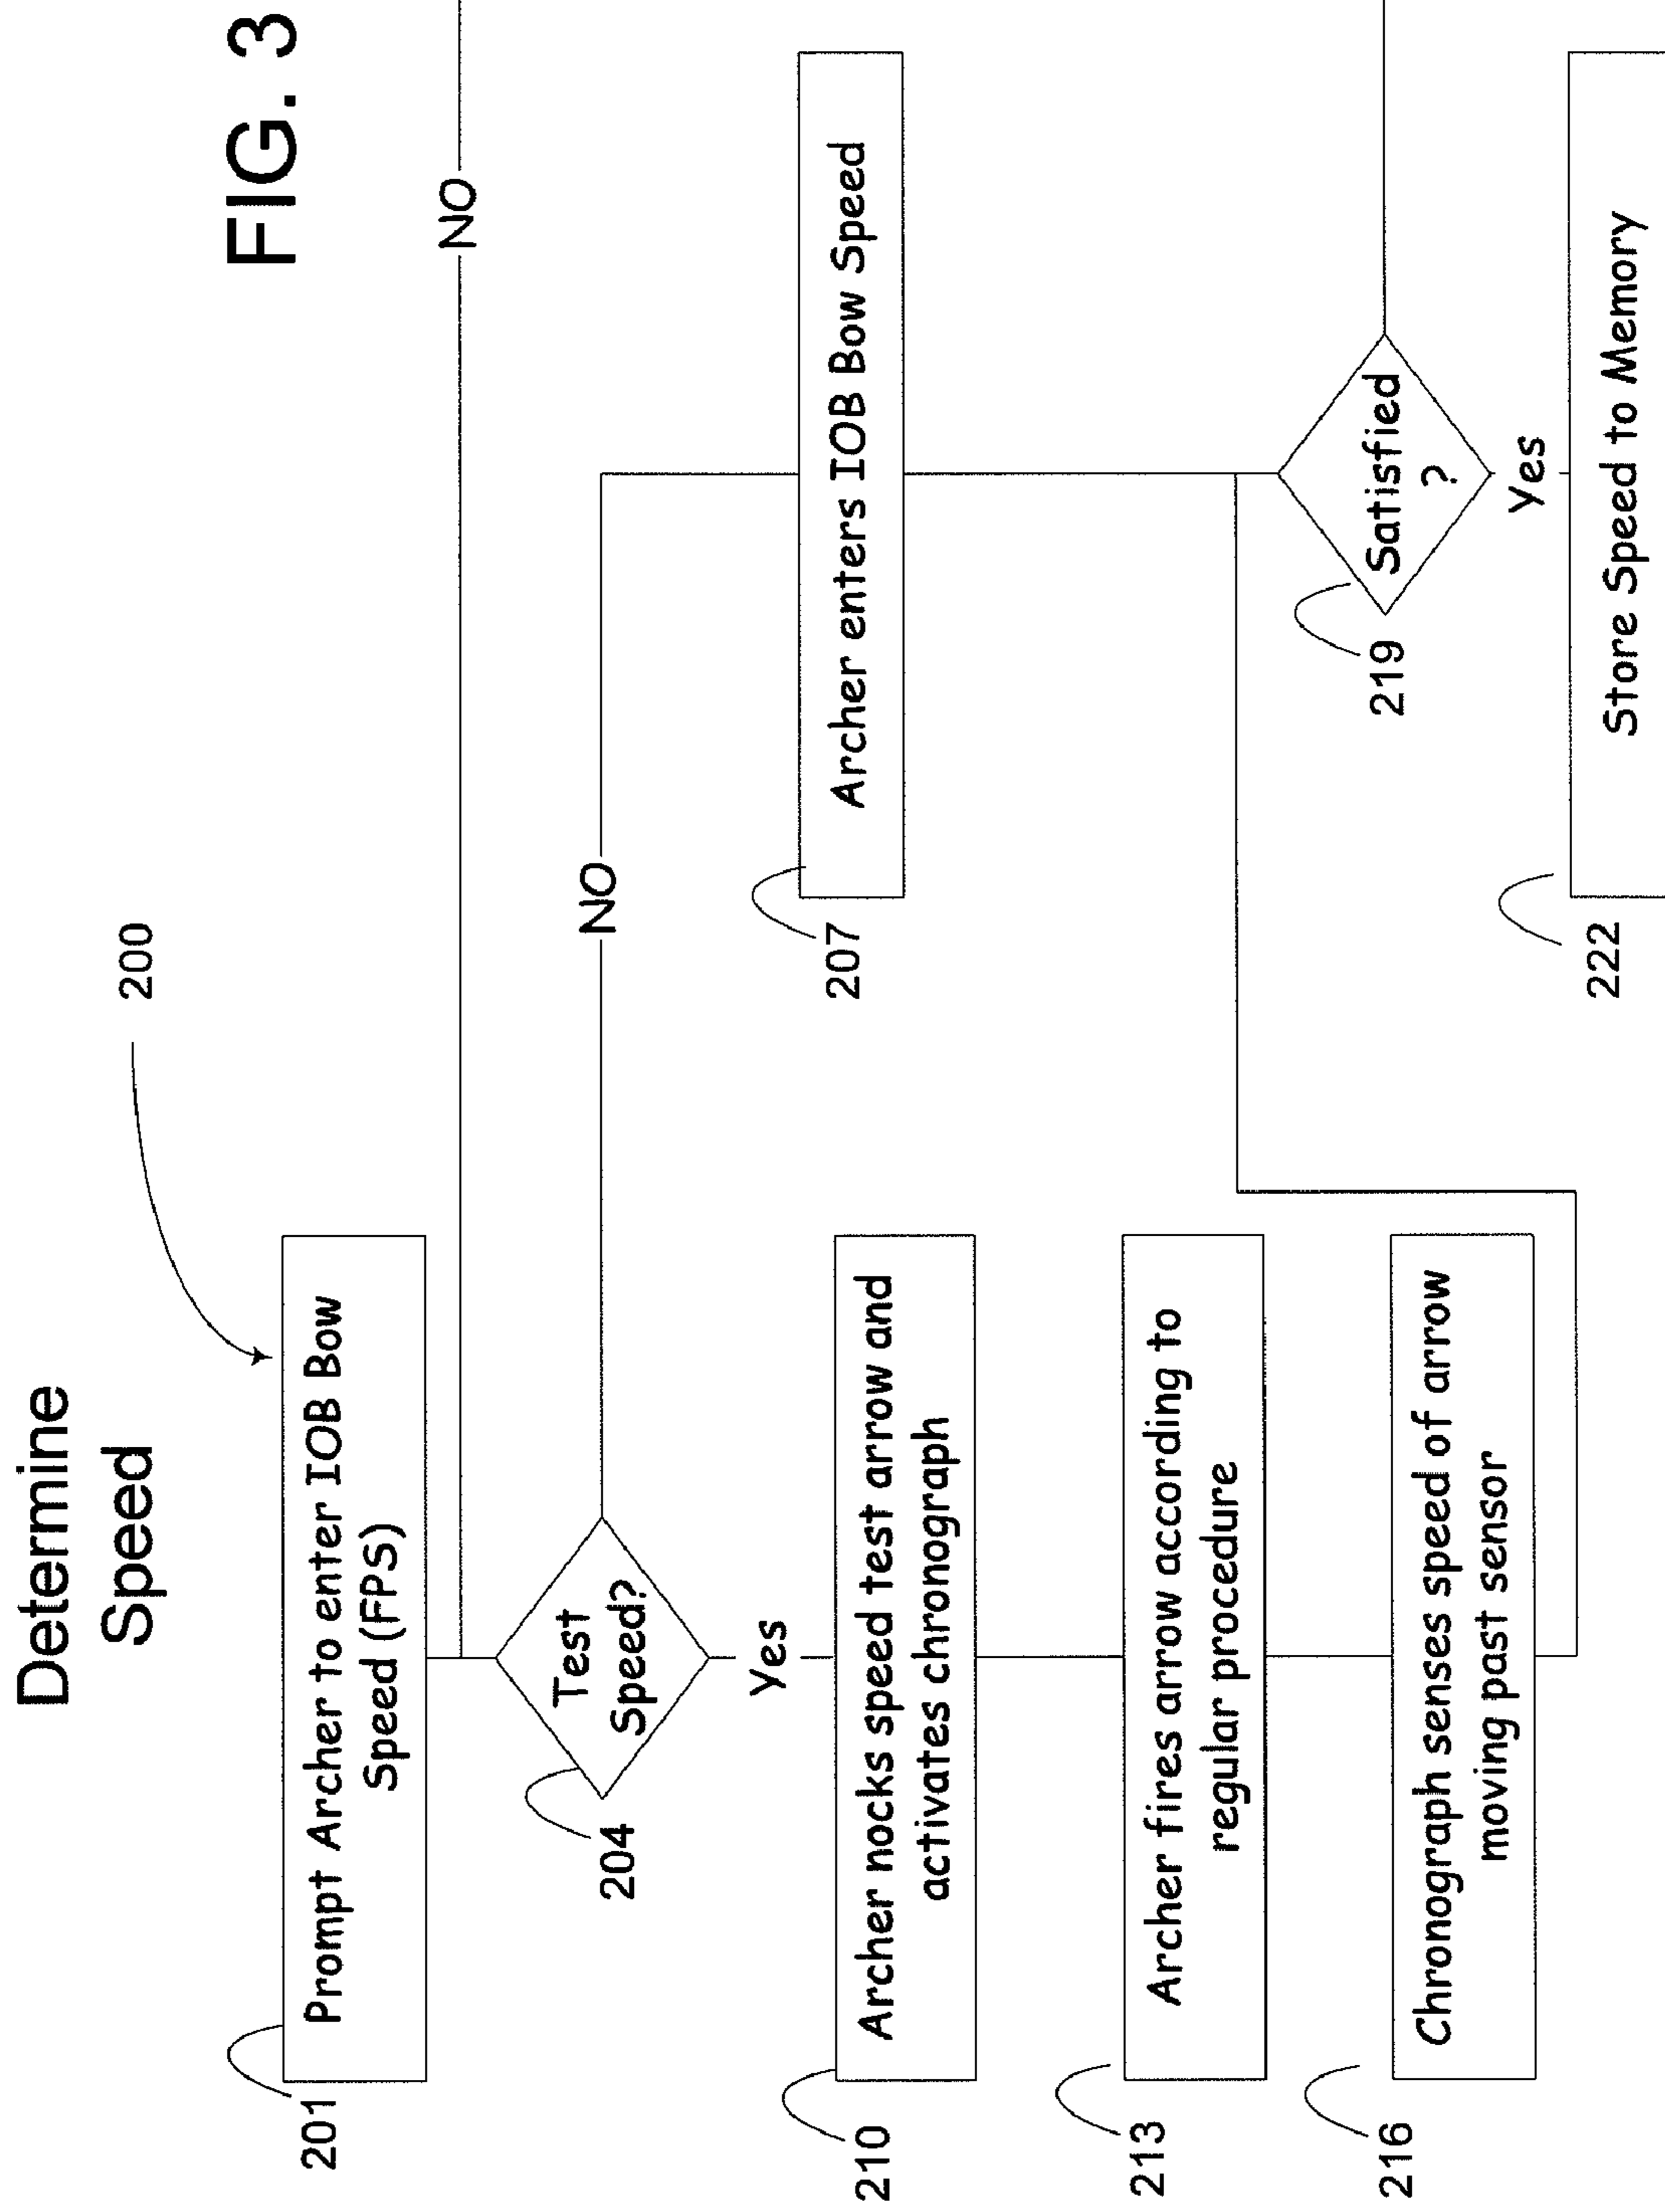 Determine
Speed
FIG. 3
200
201
Prompt Archer to enter IOB Bow
Speed (FPS)
NO
204
Test
Speed?
NO
Yes
207
Archer enters IOB Bow Speed
210
Archer nocks speed test arrow and
activates chronograph
213
Archer fires arrow according to
regular procedure
216
Chronograph senses speed of arrow
moving past sensor
219
Satisfied
?
Yes
222
Store Speed to Memory